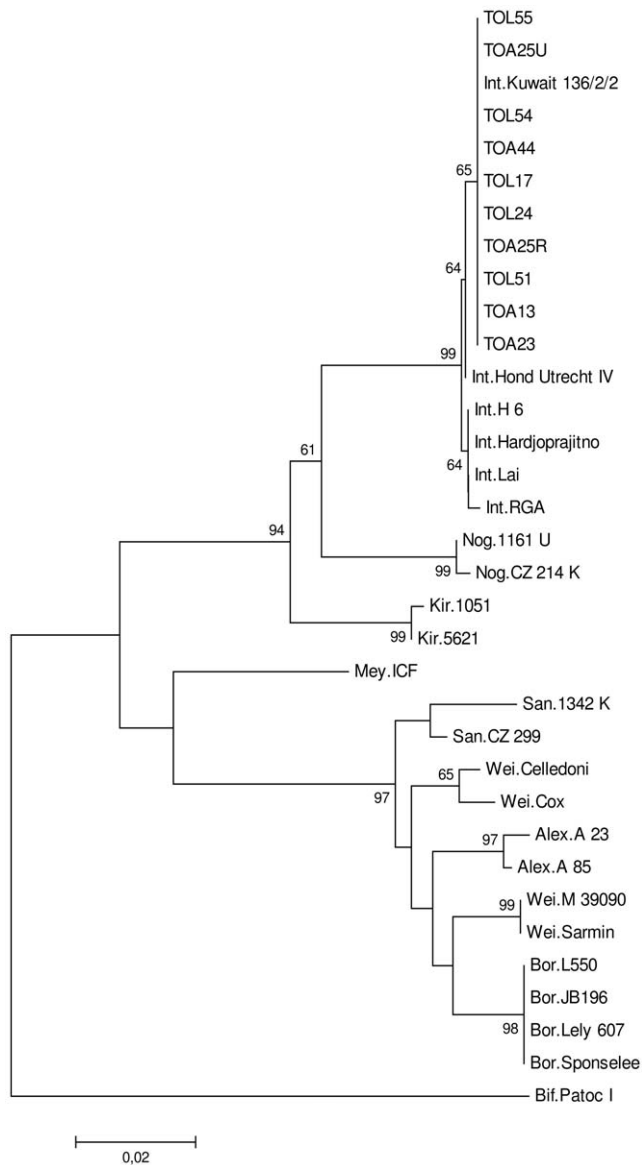 TOL55
TOA25U
Int.Kuwait 136/2/2
TOL54
TOA44
65
TOL17
TOL24
TOA25R
64
TOL51
TOA13
TOA23
99
Int.Hond Utrecht IV
Int.H 6
Int.Hardjoprajitno
61
64
Int.Lai
Int.RGA
94
Nog.1161 U
99
Nog.CZ 214 K
Kir.1051
99
Kir.5621
Mey.ICF
San.1342 K
San.CZ 299
65
Wei.Celledoni
97
Wei.Cox
97
Alex.A 23
Alex.A 85
99
Wei.M 39090
Wei.Sarmin
Bor.L550
Bor.JB196
98
Bor.Lely 607
Bor.Sponselee
Bif.Patoc I
0,02